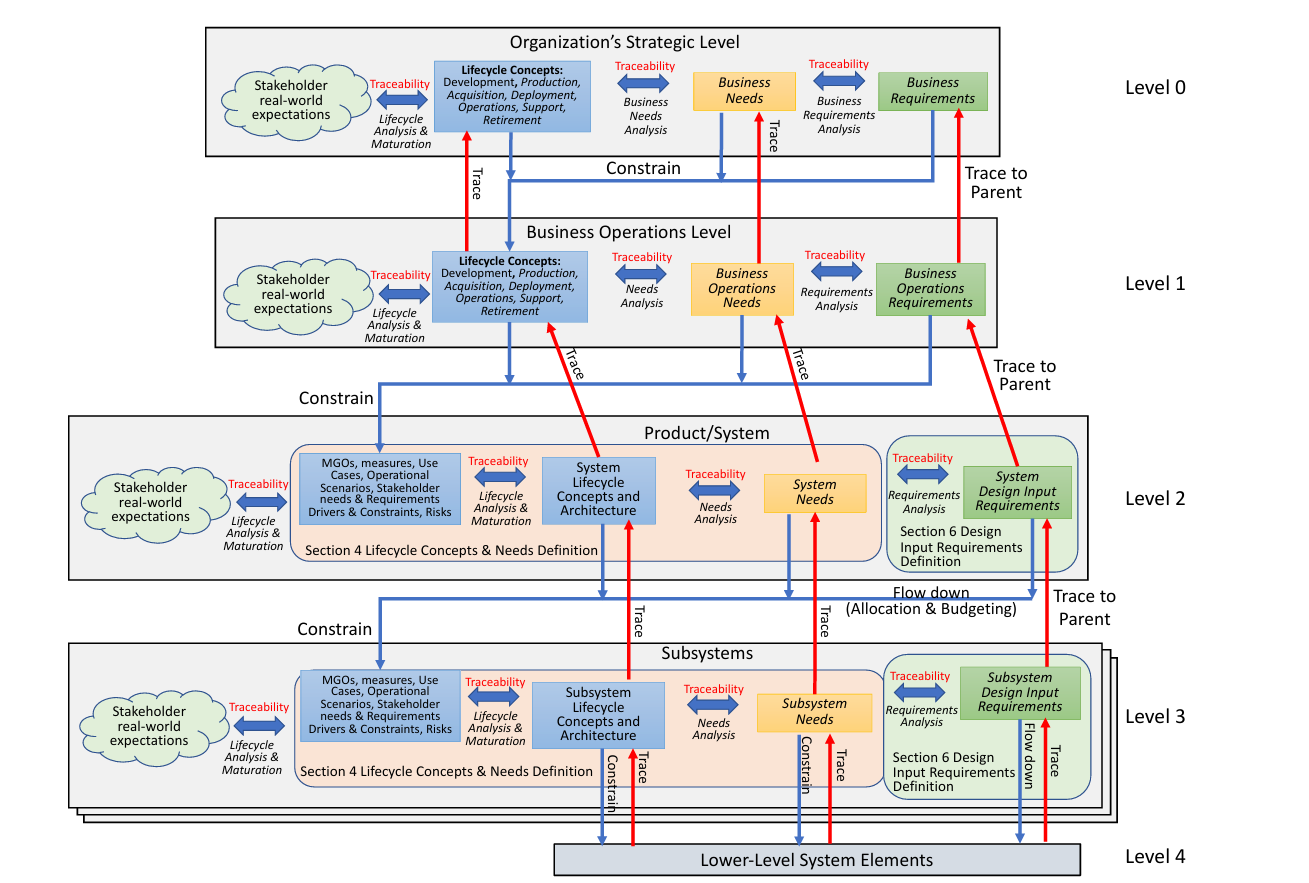 Organization's Strategic Level
Stakeholder
real-world
expectations
Traceability
Lifecycle
Analysis &
Maturation
Lifecycle Concepts:
Development, Production,
Acquisition, Deployment,
Operations, Support,
Retirement
Traceability
Business
Needs
Analysis
Business
Needs
Traceability
Business
Requirements
Analysis
Business
Requirements
Level 0
Trace
Constrain
Trace
Trace to
Parent
Business Operations Level
Stakeholder
real-world
expectations
Traceability
Lifecycle
Analysis &
Maturation
Lifecycle Concepts:
Development, Production,
Acquisition, Deployment,
Operations, Support,
Retirement
Traceability
Needs
Analysis
Business
Operations
Needs
Traceability
Requirements
Analysis
Business
Operations
Requirements
Level 1
Constrain
Trace
Trace
Trace to
Parent
Product/System
Stakeholder
real-world
expectations
Traceability
Lifecycle
Analysis &
Maturation
MGOs, measures, Use
Cases, Operational
Scenarios, Stakeholder
needs & Requirements
Drivers & Constraints, Risks
Traceability
Lifecycle
Analysis &
Maturation
System
Lifecycle
Concepts and
Architecture
Traceability
Needs
Analysis
System
Needs
Section 4 Lifecycle Concepts & Needs Definition
Traceability
Requirements
Analysis
System
Design Input
Requirements
Section 6 Design
Input Requirements
Definition
Level 2
Constrain
Trace
Trace
Flow down
(Allocation & Budgeting)
Trace to
Parent
Subsystems
Stakeholder
real-world
expectations
Traceability
Lifecycle
Analysis &
Maturation
MGOs, measures, Use
Cases, Operational
Scenarios, Stakeholder
needs & Requirements
Drivers & Constraints, Risks
Traceability
Lifecycle
Analysis &
Maturation
Subsystem
Lifecycle
Concepts and
Architecture
Traceability
Needs
Analysis
Subsystem
Needs
Section 4 Lifecycle Concepts & Needs Definition
Traceability
Requirements
Analysis
Subsystem
Design Input
Requirements
Section 6 Design
Input Requirements
Definition
Level 3
Constrain
Trace
Constrain
Trace
Flow down
Trace
Lower-Level System Elements
Level 4